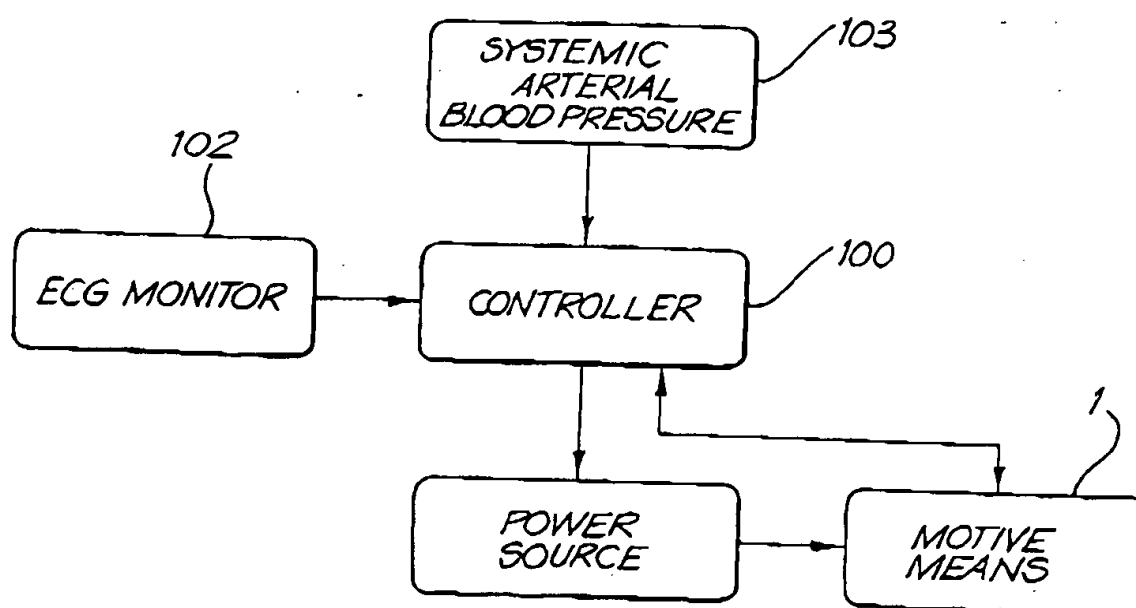 SYSTEMIC
ARTERIAL
BLOOD PRESSURE
103
102
ECG MONITOR
CONTROLLER
100
POWER
SOURCE
1
MOTIVE
MEANS